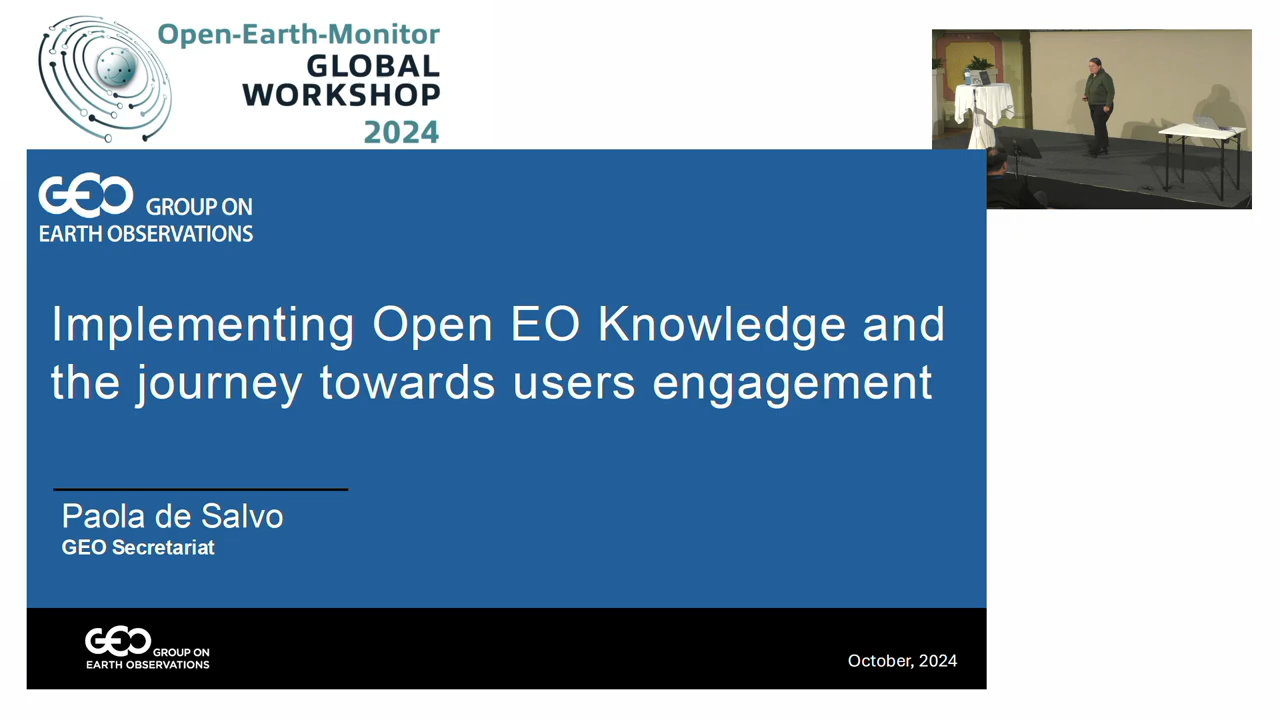 Open-Earth-Monitor
GLOBAL
WORKSHOP
2024
GEO GROUP ON
EARTH OBSERVATIONS
Implementing Open EO Knowledge and
the journey towards users engagement
Paola de Salvo
GEO Secretariat
GEO GROUP ON
EARTH OBSERVATIONS
October, 2024